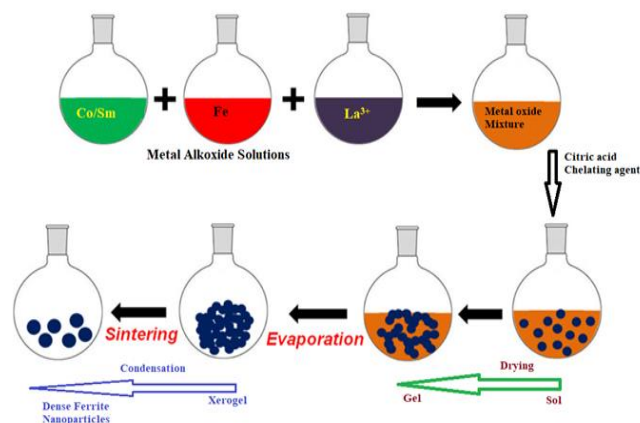 Co/Sm
Fe
La³⁺
Metal oxide
Mixture
Metal Alkoxide Solutions
Citric acid
Chelating agent
Sintering
Evaporation
Condensation
Drying
Xerogel
Gel
Sol
Dense Ferrite
Nanoparticles